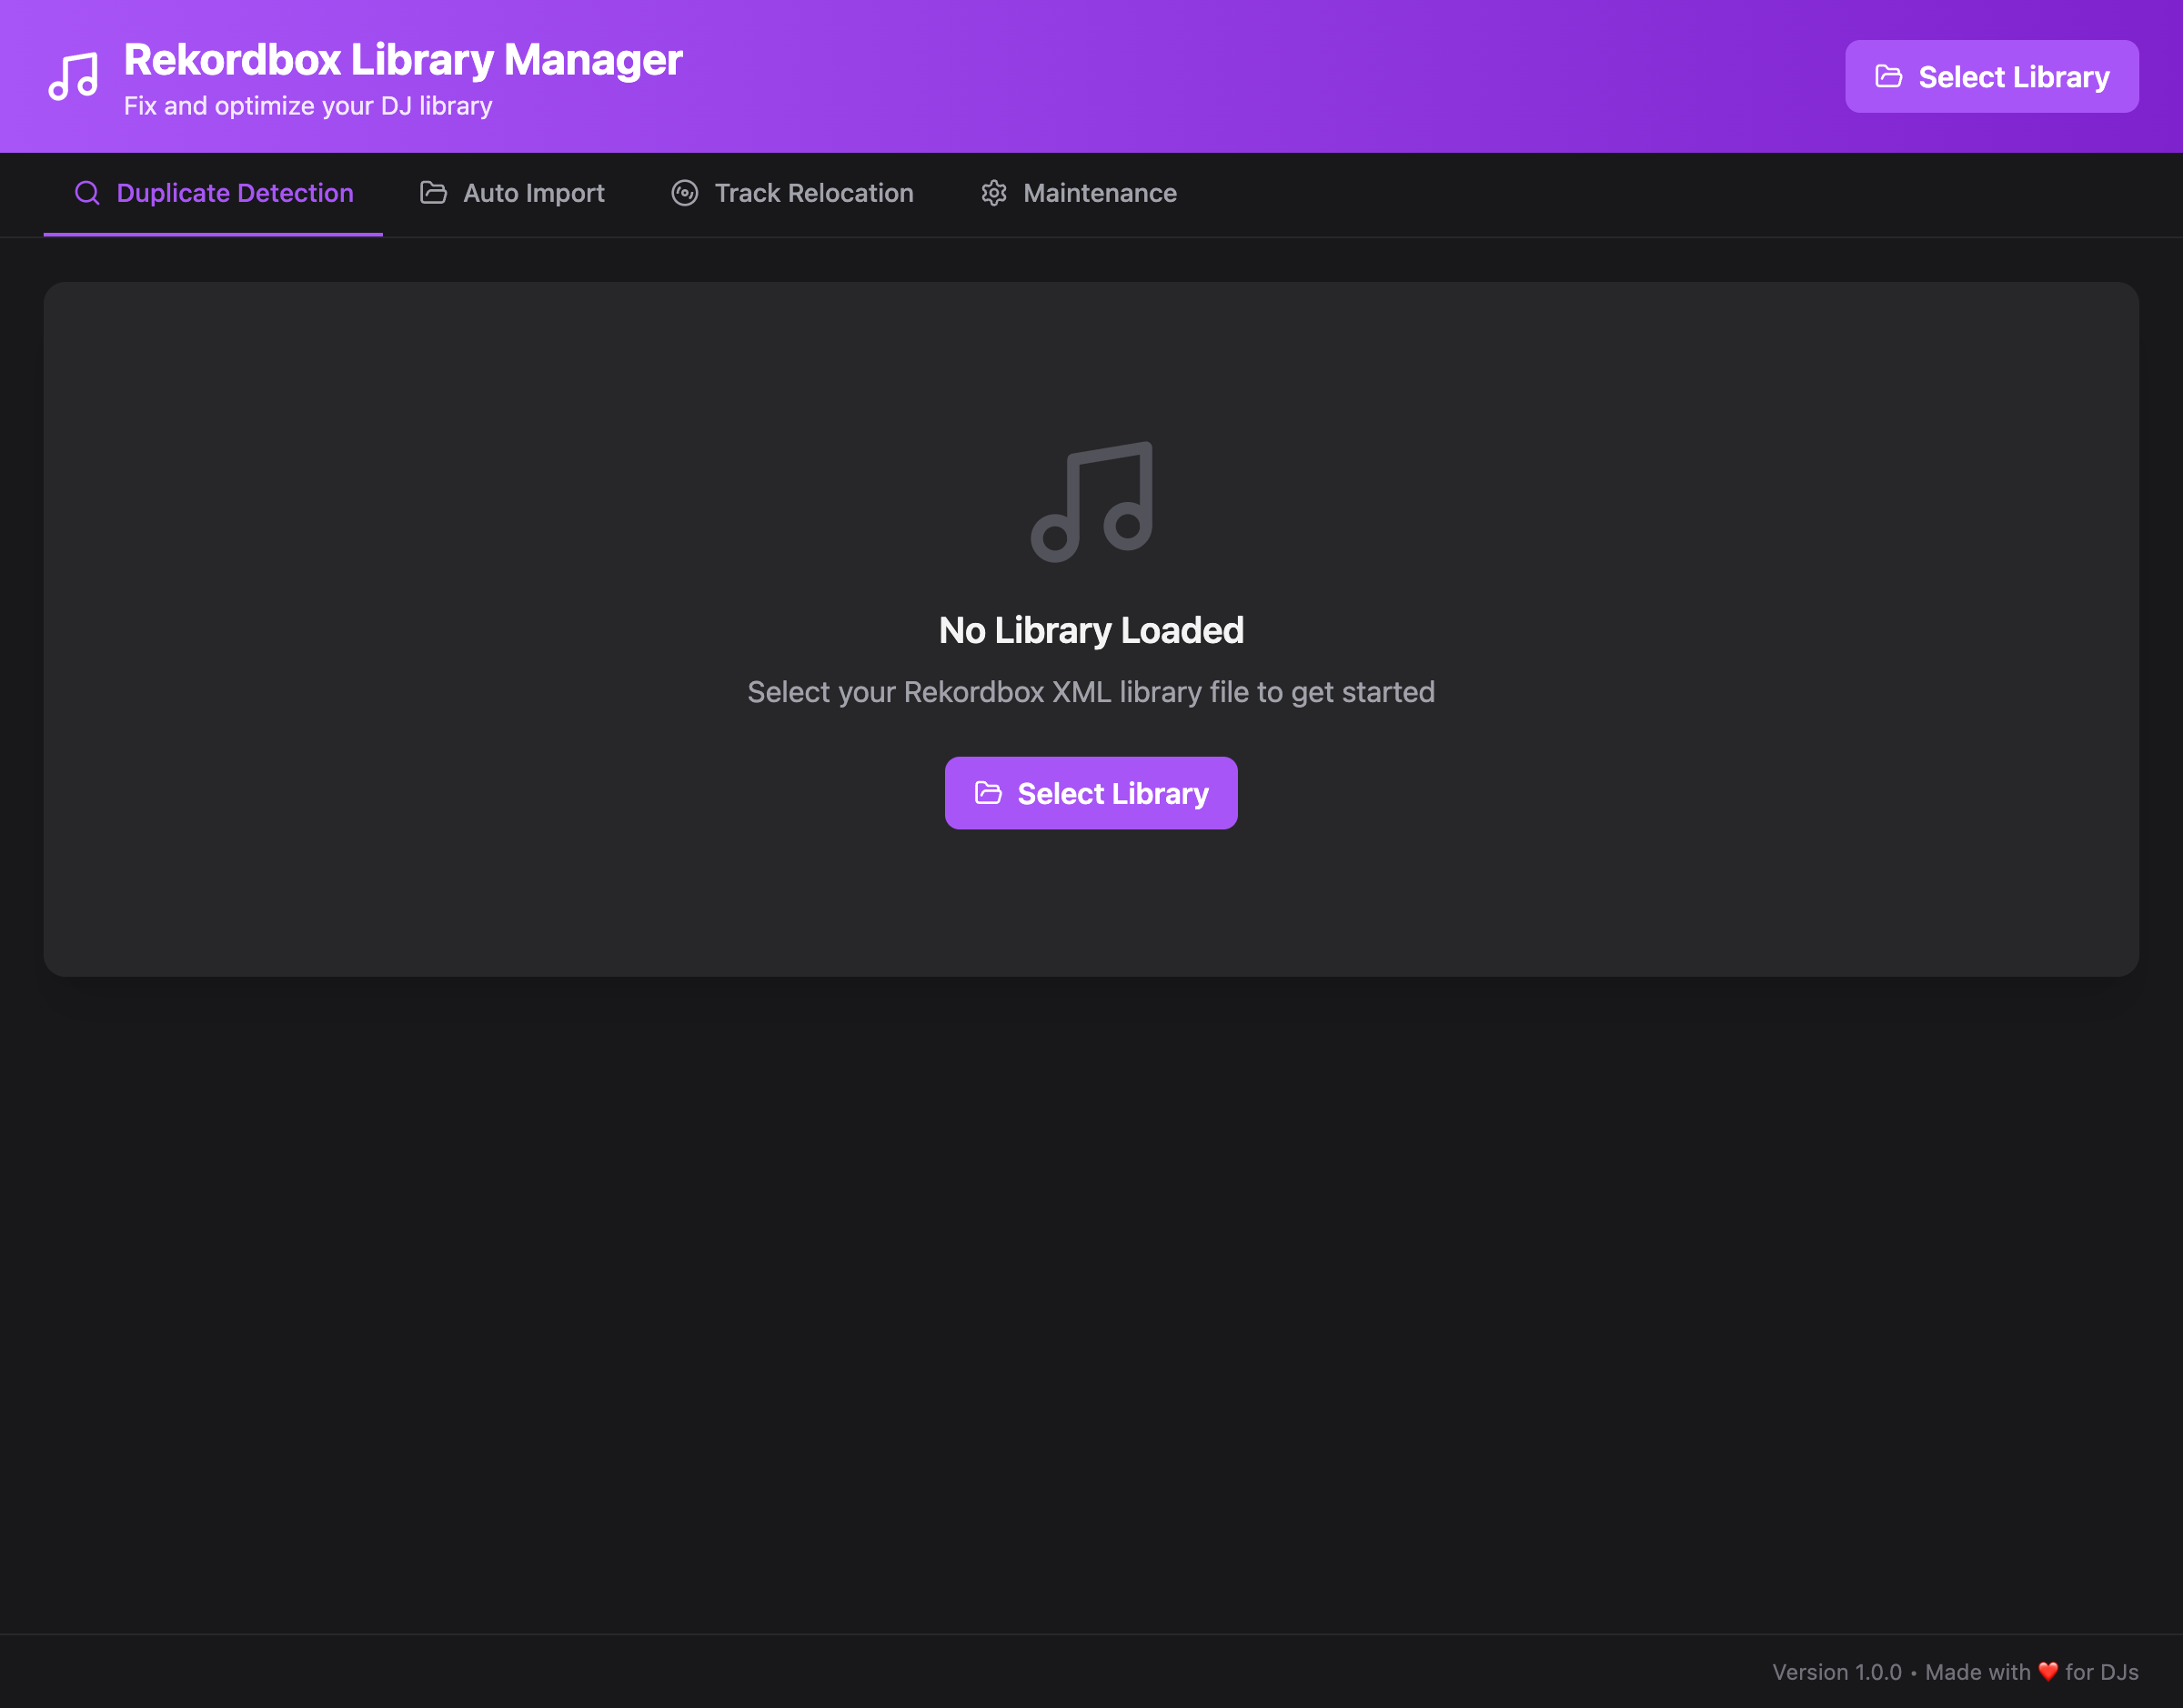 Rekordbox Library Manager
Fix and optimize your DJ library
Select Library
Duplicate Detection
Auto Import
Track Relocation
Maintenance
No Library Loaded
Select your Rekordbox XML library file to get started
Select Library
Version 1.0.0 • Made with ❤️ for DJs